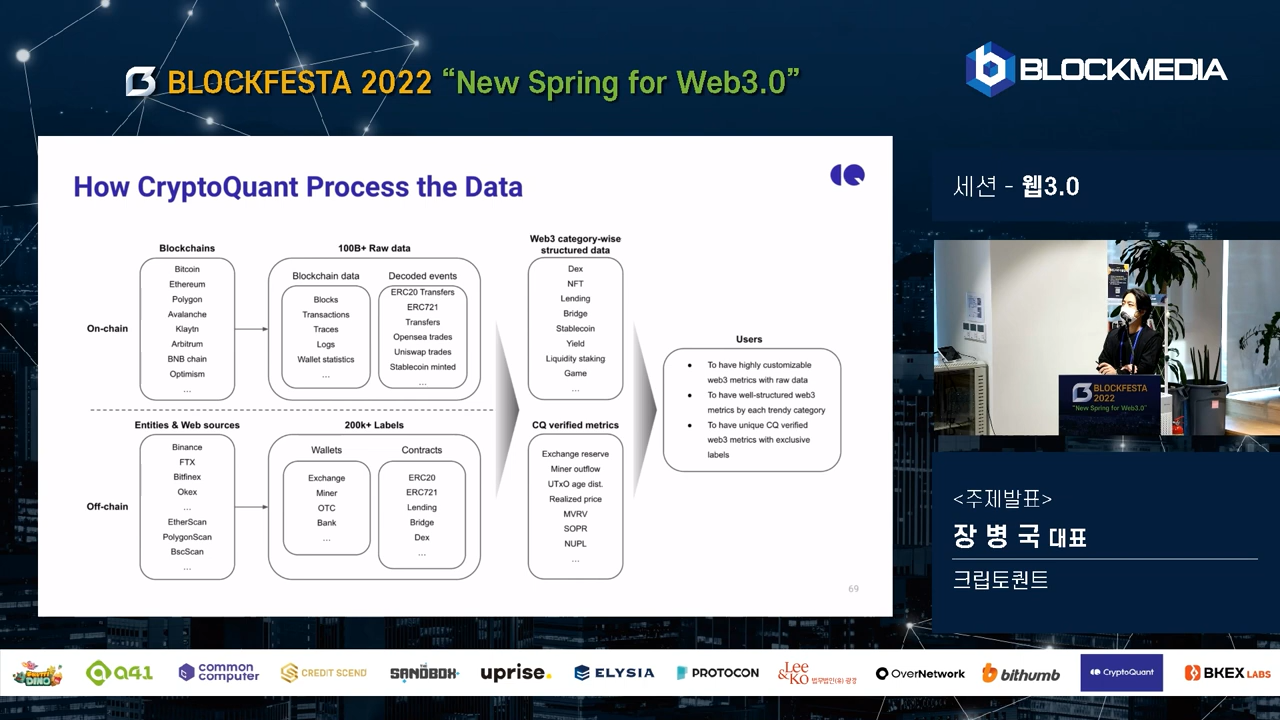 BLOCKFESTA 2022 “New Spring for Web3.0”
BLOCKMEDIA
How CryptoQuant Process the Data
Blockchains
100B+ Raw data
Web3 category-wise
structured data
On-chain
Bitcoin
Ethereum
Polygon
Avalanche
Klaytn
Arbitrum
BNB chain
Optimism
...
Blockchain data
Blocks
Transactions
Traces
Logs
Wallet statistics
...
Decoded events
ERC20 Transfers
ERC721
Transfers
Opensea trades
Uniswap trades
Stablecoin minted
...
Dex
NFT
Lending
Bridge
Stablecoin
Yield
Liquidity staking
Game
...
Entities & Web sources
200k+ Labels
CQ verified metrics
Off-chain
Binance
FTX
Bitfinex
Okex
...
EtherScan
PolygonScan
BscScan
...
Wallets
Exchange
Miner
OTC
Bank
...
Contracts
ERC20
ERC721
Lending
Bridge
Dex
...
Exchange reserve
Miner outflow
UTxO age dist.
Realized price
MVRV
SOPR
NUPL
...
Users
• To have highly customizable
web3 metrics with raw data
• To have well-structured web3
metrics by each trendy category
• To have unique CQ verified
web3 metrics with exclusive
labels
69
세션 - 웹3.0
BLOCKFESTA
2022
“New Spring for Web3.0”
<주제발표>
장 병 국 대표
크립토퀀트
DINO
a41
common
computer
CREDIT SCEND
THE
SANDBOX
uprise.
ELYSIA
PROTOCON
Lee
&Ko 법무법인(유) 광장
OverNetwork
bithumb
CryptoQuant
BKEX LABS